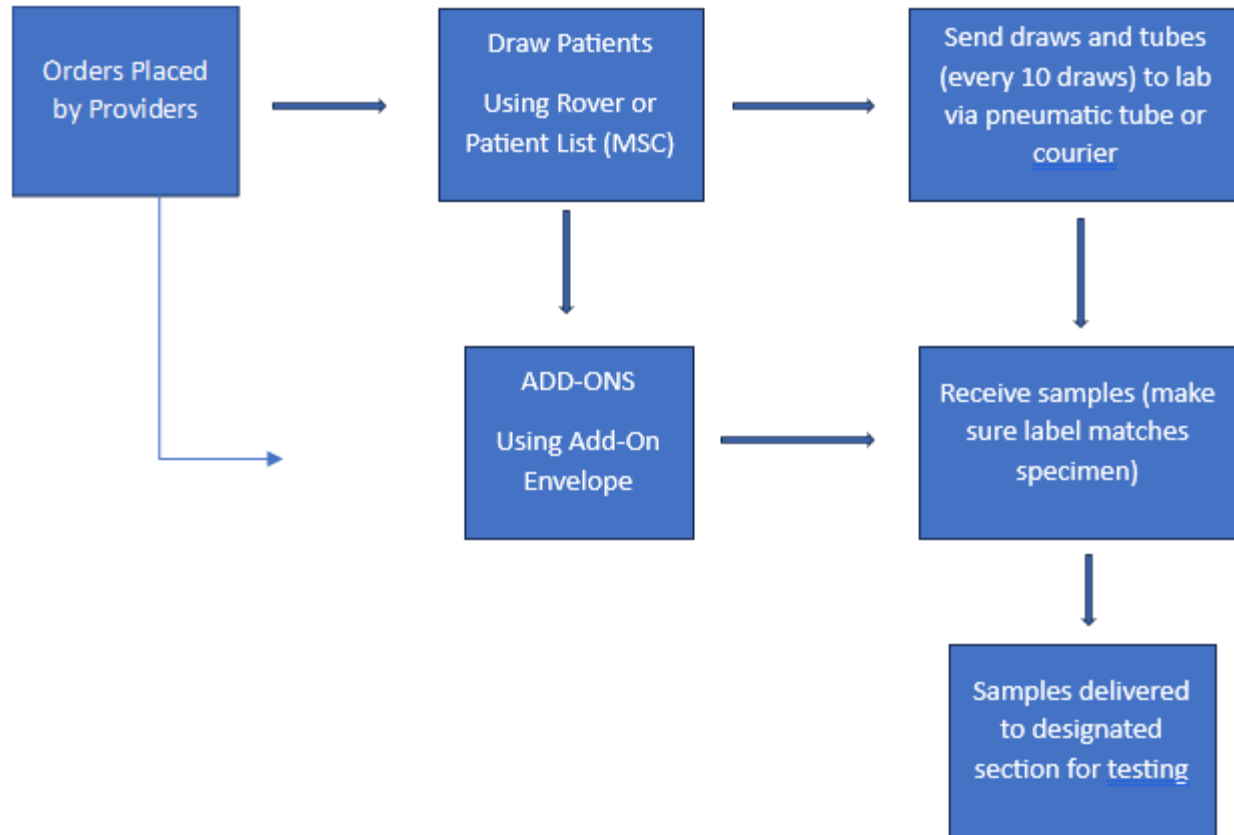 Orders Placed
by Providers
Draw Patients
Using Rover or
Patient List (MSC)
Send draws and tubes
(every 10 draws) to lab
via pneumatic tube or
courier
ADD-ONS
Using Add-On
Envelope
Receive samples (make
sure label matches
specimen)
Samples delivered
to designated
section for testing